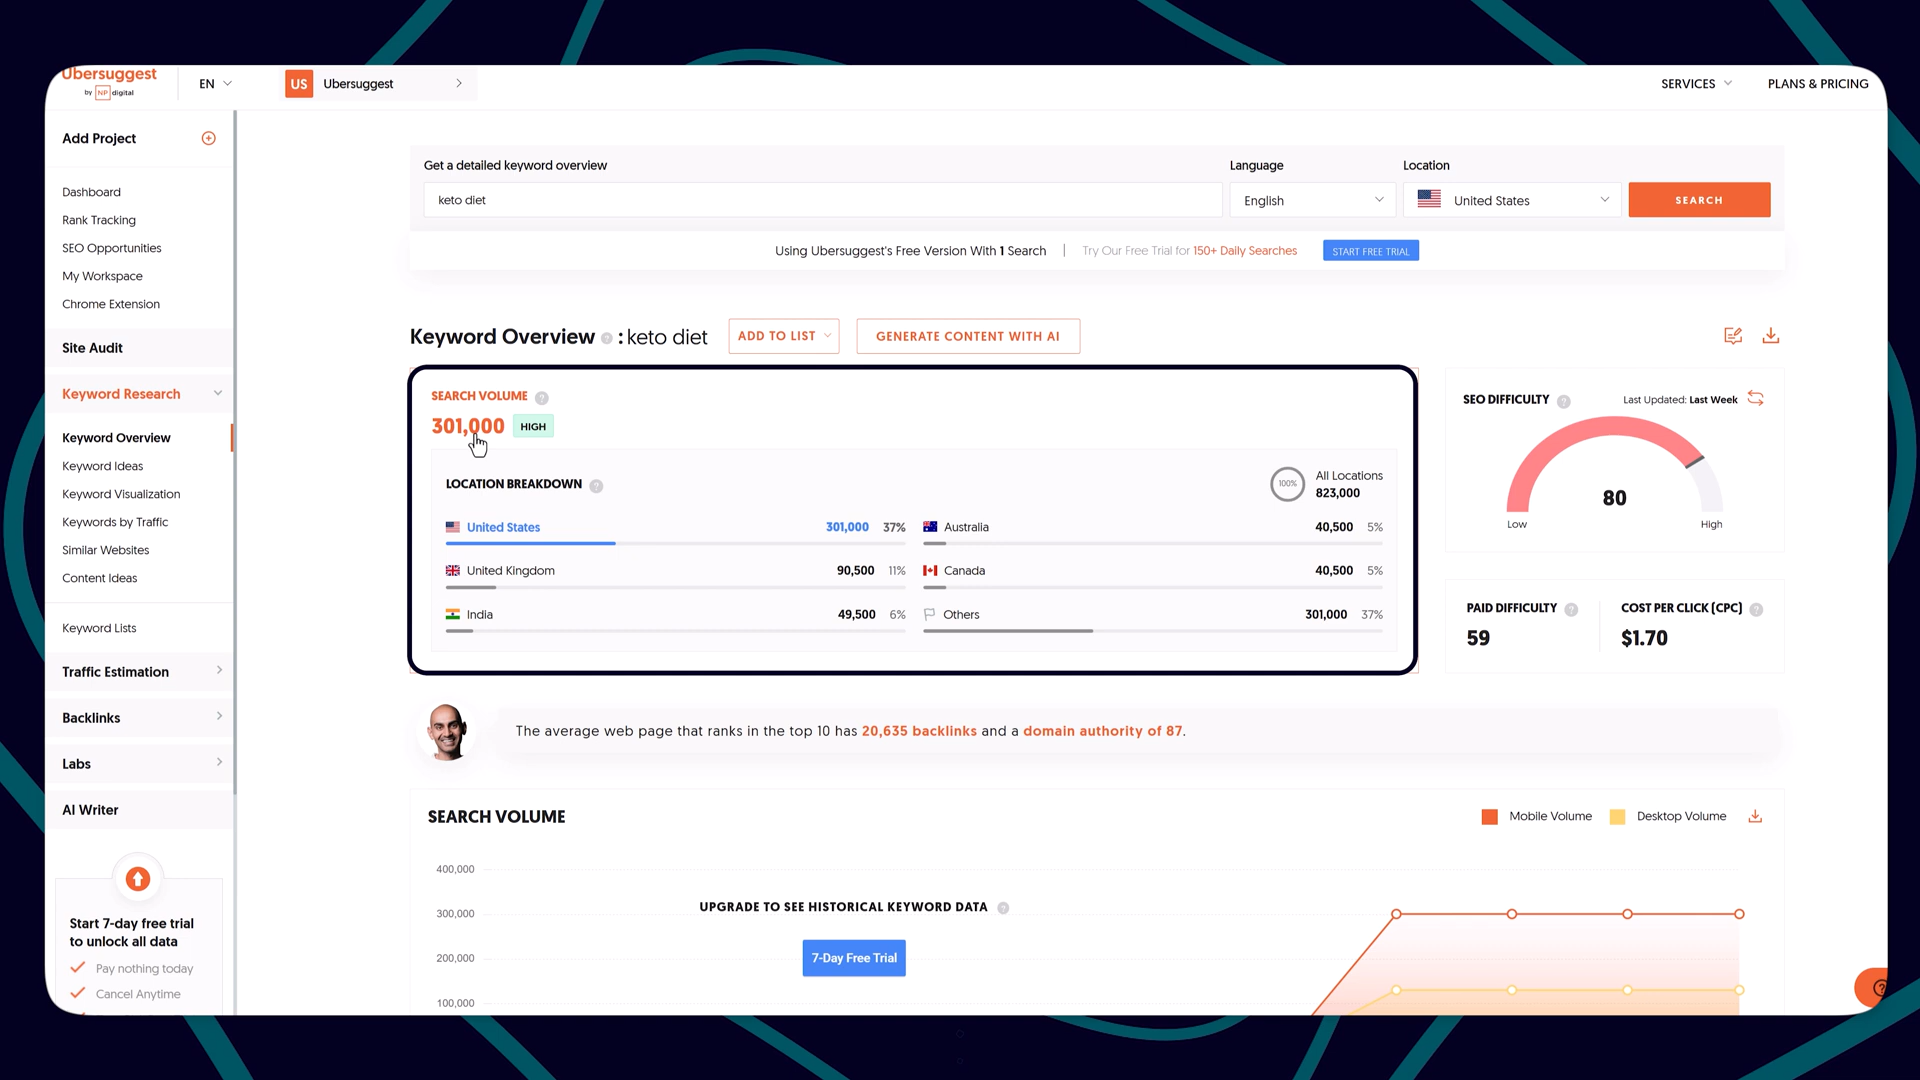 Ubersuggest
by NP digital
EN
US Ubersuggest
SERVICES
PLANS & PRICING
Add Project
Dashboard
Rank Tracking
SEO Opportunities
My Workspace
Chrome Extension
Site Audit
Keyword Research
Keyword Overview
Keyword Ideas
Keyword Visualization
Keywords by Traffic
Similar Websites
Content Ideas
Keyword Lists
Traffic Estimation
Backlinks
Labs
AI Writer
Start 7-day free trial
to unlock all data
Pay nothing today
Cancel Anytime
Get a detailed keyword overview
Language
Location
keto diet
English
United States
SEARCH
Using Ubersuggest's Free Version With 1 Search
Try Our Free Trial for 150+ Daily Searches
START FREE TRIAL
Keyword Overview ? : keto diet
ADD TO LIST
GENERATE CONTENT WITH AI
SEARCH VOLUME ?
301,000 HIGH
LOCATION BREAKDOWN ?
100%
All Locations
823,000
United States 301,000 37%
Australia 40,500 5%
United Kingdom 90,500 11%
Canada 40,500 5%
India 49,500 6%
Others 301,000 37%
SEO DIFFICULTY ?
Last Updated: Last Week
80
Low
High
PAID DIFFICULTY ?
59
COST PER CLICK (CPC) ?
$1.70
The average web page that ranks in the top 10 has 20,635 backlinks and a domain authority of 87.
SEARCH VOLUME
Mobile Volume
Desktop Volume
400,000
300,000
200,000
100,000
UPGRADE TO SEE HISTORICAL KEYWORD DATA ?
7-Day Free Trial
?